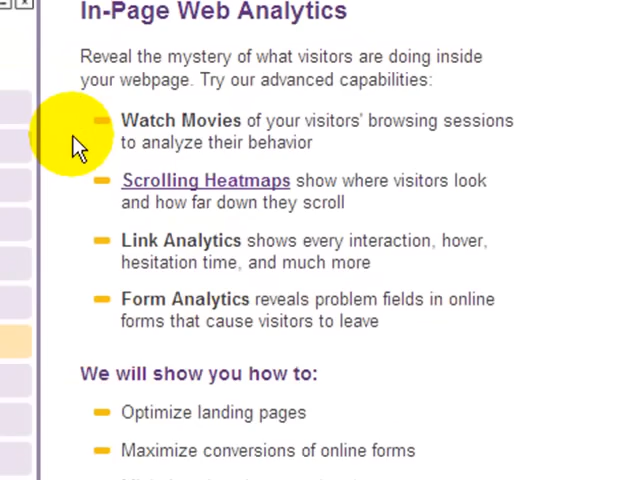 In-Page Web Analytics
Reveal the mystery of what visitors are doing inside
your webpage. Try our advanced capabilities:
Watch Movies of your visitors' browsing sessions
to analyze their behavior
Scrolling Heatmaps show where visitors look
and how far down they scroll
Link Analytics shows every interaction, hover,
hesitation time, and much more
Form Analytics reveals problem fields in online
forms that cause visitors to leave
We will show you how to:
Optimize landing pages
Maximize conversions of online forms